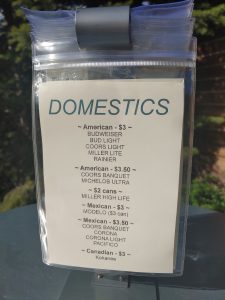 DOMESTICS
~ American - $3 ~
BUDWEISER
BUD LIGHT
COORS LIGHT
MILLER LITE
RAINIER
~ American - $3.50 ~
COORS BANQUET
MICHELOB ULTRA
~ $2 cans ~
MILLER HIGH LIFE
~ Mexican - $3 ~
MODELO ($3 can)
~ Mexican - $3.50 ~
COORS BANQUET
CORONA
CORONA LIGHT
PACIFICO
~ Canadian - $3 ~
Kokanee